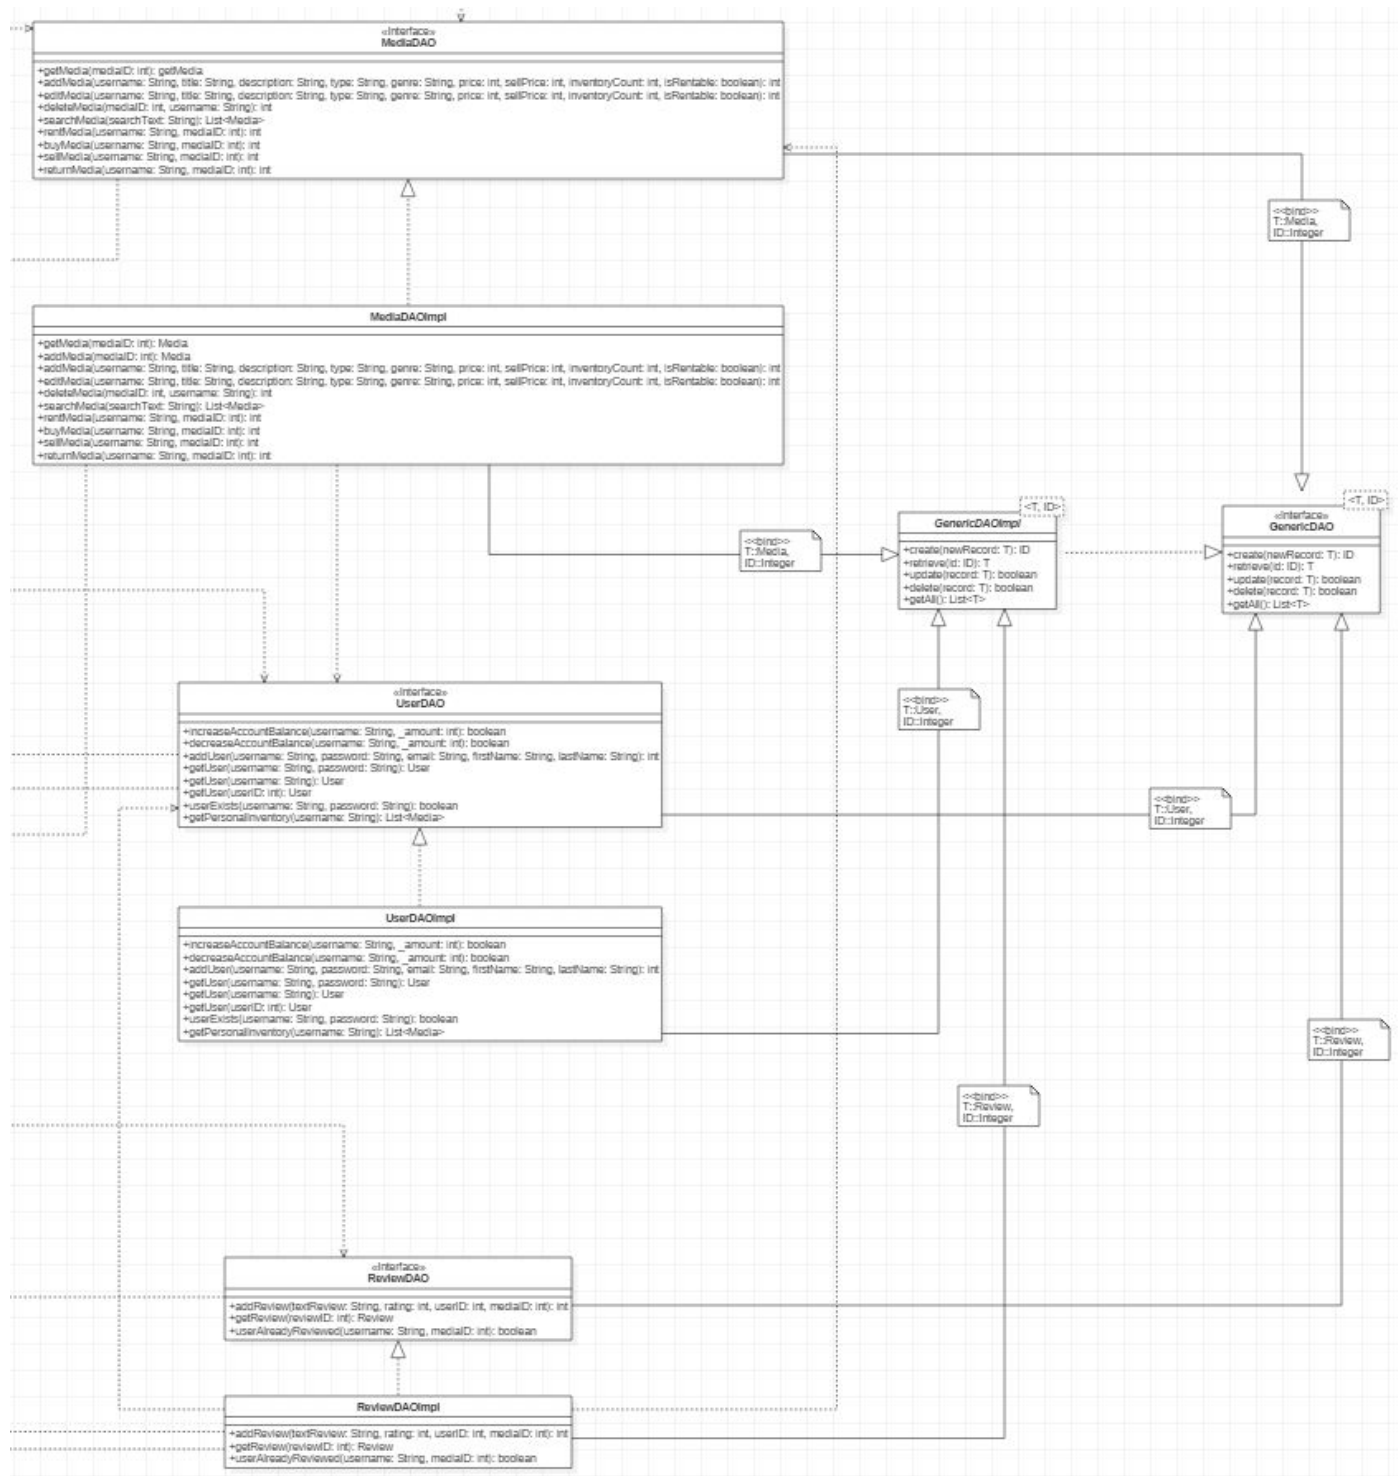 «Interface»
MediaDAO
+getMedia(mediaID: int): getMedia
+addMedia(username: String, title: String, description: String, type: String, genre: String, price: int, sellPrice: int, inventoryCount: int, isRentable: boolean): int
+editMedia(username: String, title: String, description: String, type: String, genre: String, price: int, sellPrice: int, inventoryCount: int, isRentable: boolean): int
+deleteMedia(mediaID: int, username: String): int
+searchMedia(searchText: String): List<Media>
+rentMedia(username: String, mediaID: int): int
+buyMedia(username: String, mediaID: int): int
+sellMedia(username: String, mediaID: int): int
+returnMedia(username: String, mediaID: int): int
<<bind>>
T::Media,
ID::Integer
MediaDAOImpl
+getMedia(mediaID: int): Media
+addMedia(mediaID: int): Media
+addMedia(username: String, title: String, description: String, type: String, genre: String, price: int, sellPrice: int, inventoryCount: int, isRentable: boolean): int
+editMedia(username: String, title: String, description: String, type: String, genre: String, price: int, sellPrice: int, inventoryCount: int, isRentable: boolean): int
+deleteMedia(mediaID: int, username: String): int
+searchMedia(searchText: String): List<Media>
+rentMedia(username: String, mediaID: int): int
+buyMedia(username: String, mediaID: int): int
+sellMedia(username: String, mediaID: int): int
+returnMedia(username: String, mediaID: int): int
<<bind>>
T::Media,
ID::Integer
<T, ID>
GenericDAOImpl
+create(newRecord: T): ID
+retrieve(id: ID): T
+update(record: T): boolean
+delete(record: T): boolean
+getAll(): List<T>
<T, ID>
«Interface»
GenericDAO
+create(newRecord: T): ID
+retrieve(id: ID): T
+update(record: T): boolean
+delete(record: T): boolean
+getAll(): List<T>
«Interface»
UserDAO
+increaseAccountBalance(username: String, _amount: int): boolean
+decreaseAccountBalance(username: String, _amount: int): boolean
+addUser(username: String, password: String, email: String, firstName: String, lastName: String): int
+getUser(username: String, password: String): User
+getUser(username: String): User
+getUser(userID: int): User
+userExists(username: String, password: String): boolean
+getPersonalInventory(username: String): List<Media>
<<bind>>
T::User,
ID::Integer
<<bind>>
T::User,
ID::Integer
UserDAOImpl
+increaseAccountBalance(username: String, _amount: int): boolean
+decreaseAccountBalance(username: String, _amount: int): boolean
+addUser(username: String, password: String, email: String, firstName: String, lastName: String): int
+getUser(username: String, password: String): User
+getUser(username: String): User
+getUser(userID: int): User
+userExists(username: String, password: String): boolean
+getPersonalInventory(username: String): List<Media>
<<bind>>
T::Review,
ID::Integer
<<bind>>
T::Review,
ID::Integer
«Interface»
ReviewDAO
+addReview(textReview: String, rating: int, userID: int, mediaID: int): int
+getReview(reviewID: int): Review
+userAlreadyReviewed(username: String, mediaID: int): boolean
ReviewDAOImpl
+addReview(textReview: String, rating: int, userID: int, mediaID: int): int
+getReview(reviewID: int): Review
+userAlreadyReviewed(username: String, mediaID: int): boolean